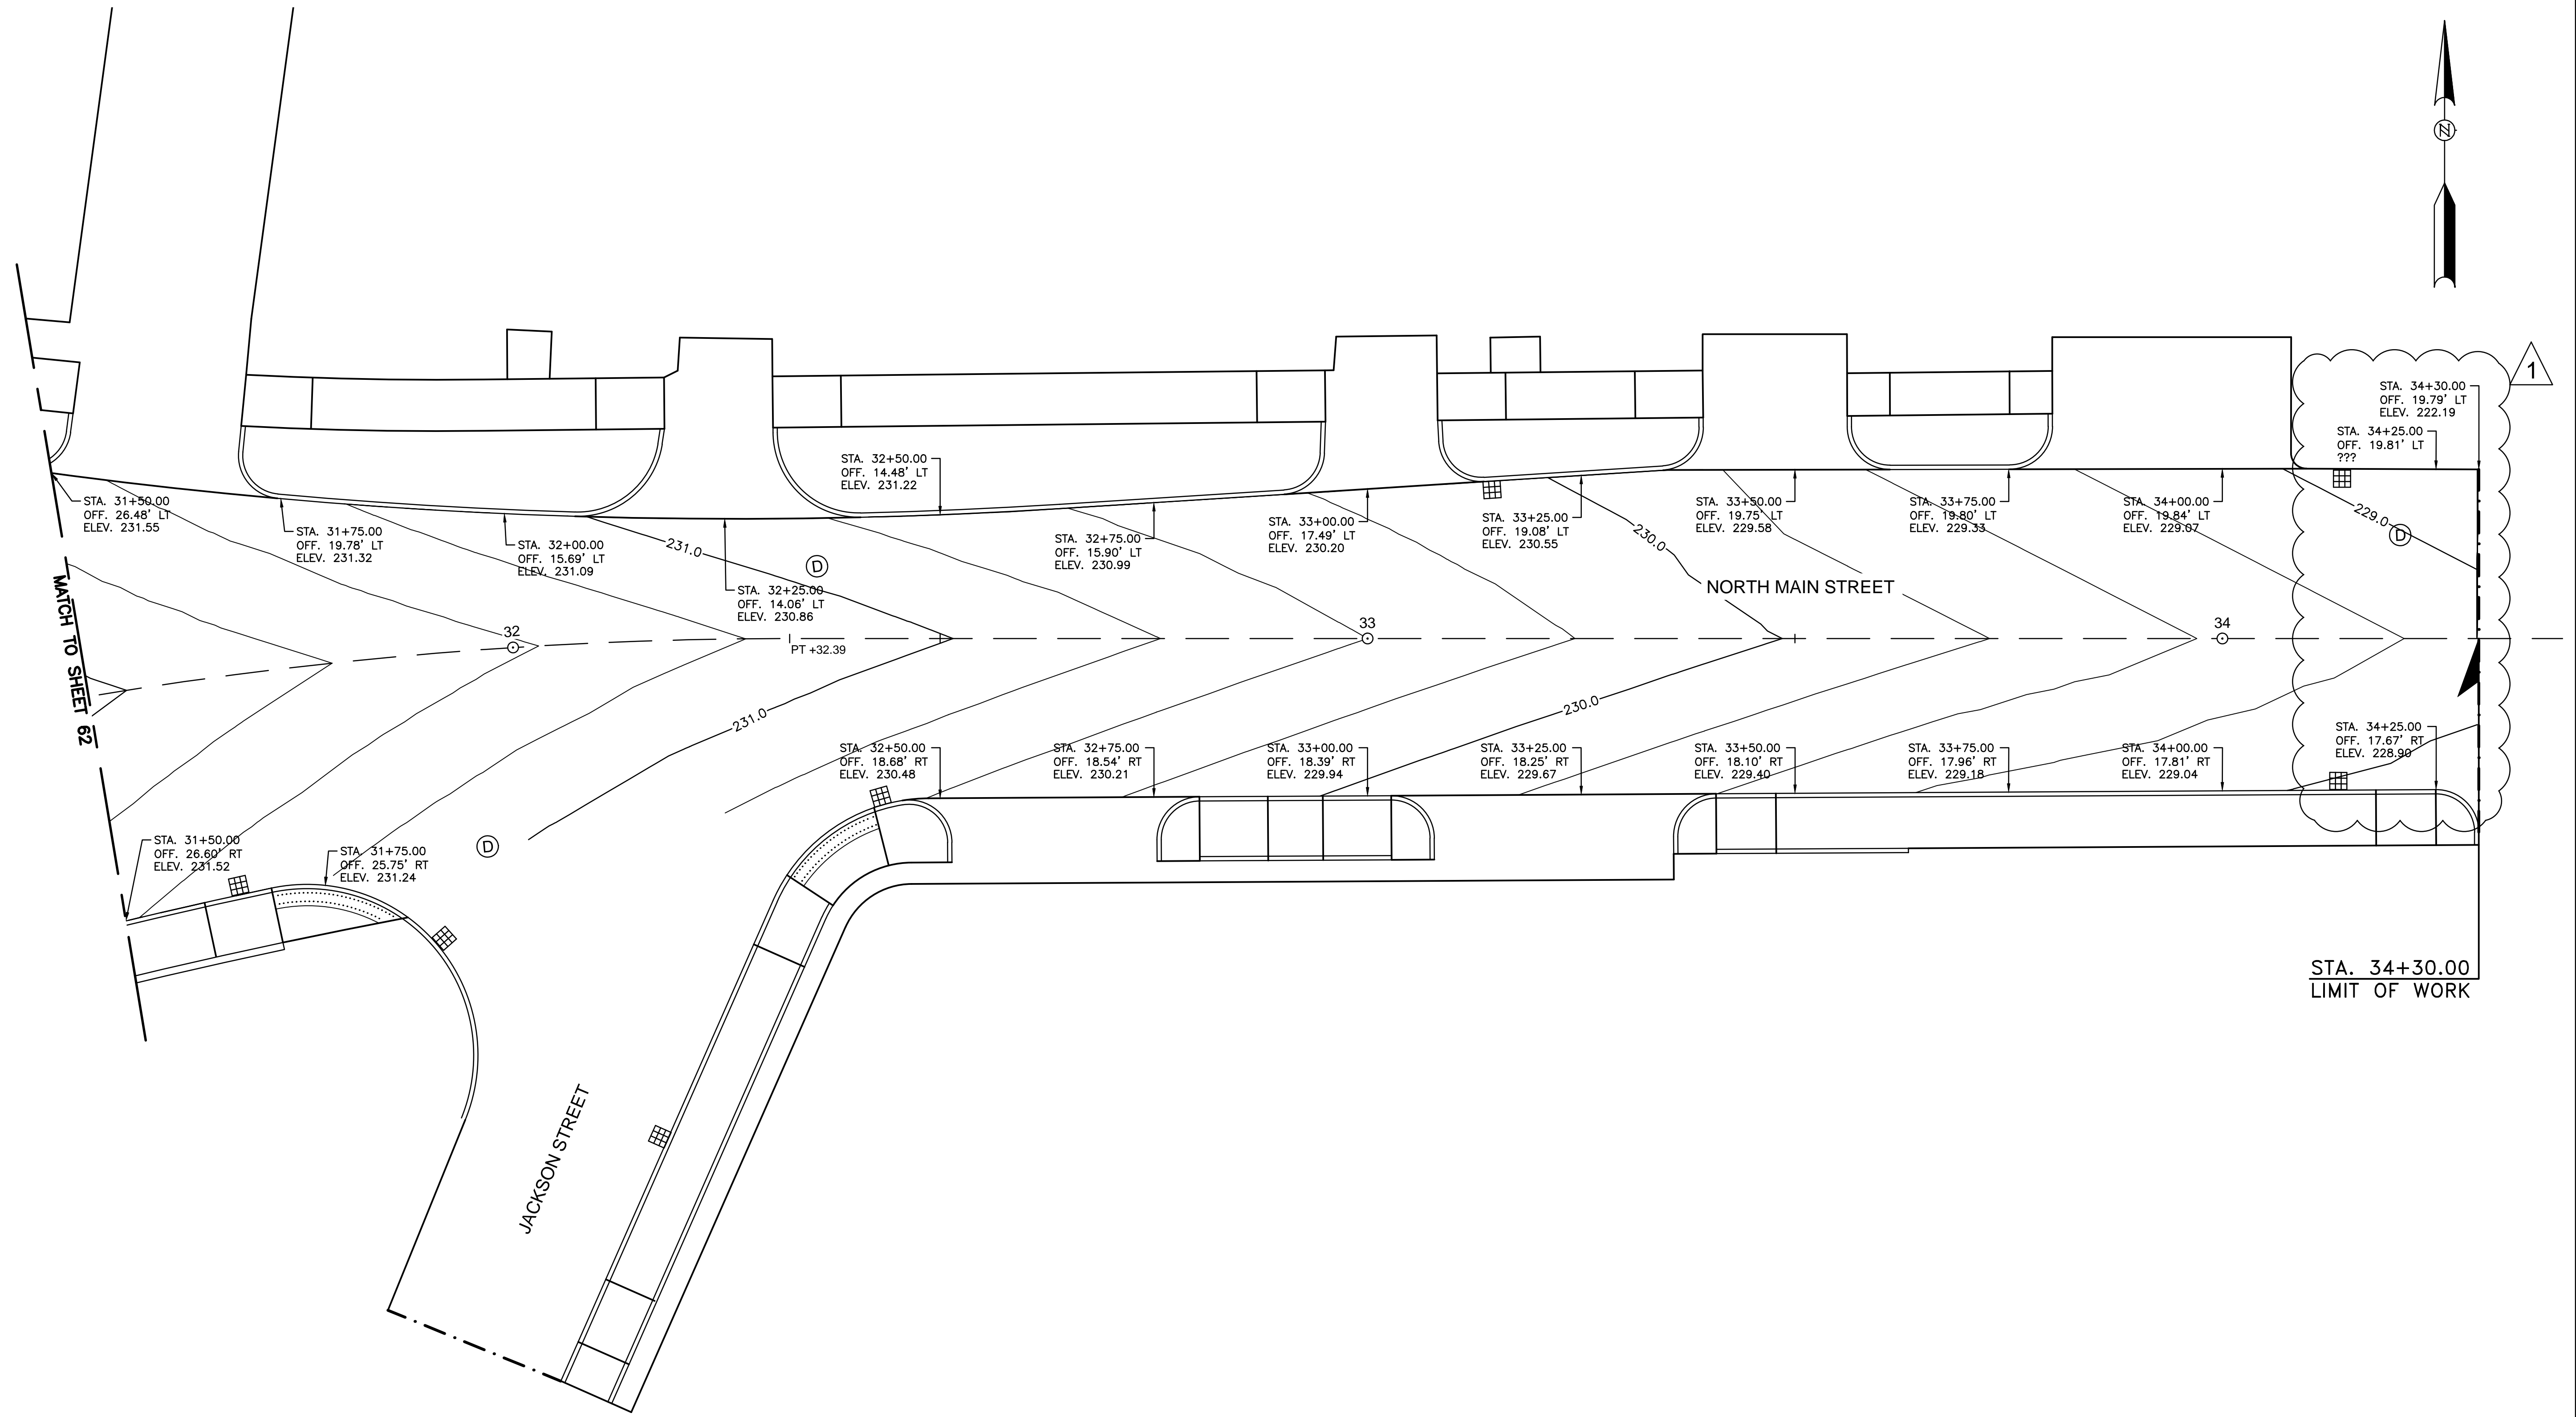 N
1
STA. 34+30.00
OFF. 19.79' LT
ELEV. 222.19
STA. 34+25.00
OFF. 19.81' LT
???
STA. 32+50.00
OFF. 14.48' LT
ELEV. 231.22
STA. 31+50.00
OFF. 26.48' LT
ELEV. 231.55
STA. 31+75.00
OFF. 19.78' LT
ELEV. 231.32
STA. 32+00.00
OFF. 15.69' LT
ELEV. 231.09
231.0
D
STA. 32+25.00
OFF. 14.06' LT
ELEV. 230.86
STA. 32+75.00
OFF. 15.90' LT
ELEV. 230.99
STA. 33+00.00
OFF. 17.49' LT
ELEV. 230.20
STA. 33+25.00
OFF. 19.08' LT
ELEV. 230.55
230.0
STA. 33+50.00
OFF. 19.75' LT
ELEV. 229.58
STA. 33+75.00
OFF. 19.80' LT
ELEV. 229.33
STA. 34+00.00
OFF. 19.84' LT
ELEV. 229.07
229.0
D
NORTH MAIN STREET
MATCH TO SHEET 62
32
PT +32.39
33
34
231.0
230.0
STA. 32+50.00
OFF. 18.68' RT
ELEV. 230.48
STA. 32+75.00
OFF. 18.54' RT
ELEV. 230.21
STA. 33+00.00
OFF. 18.39' RT
ELEV. 229.94
STA. 33+25.00
OFF. 18.25' RT
ELEV. 229.67
STA. 33+50.00
OFF. 18.10' RT
ELEV. 229.40
STA. 33+75.00
OFF. 17.96' RT
ELEV. 229.18
STA. 34+00.00
OFF. 17.81' RT
ELEV. 229.04
STA. 34+25.00
OFF. 17.67' RT
ELEV. 228.90
STA. 31+50.00
OFF. 26.60' RT
ELEV. 231.52
STA. 31+75.00
OFF. 25.75' RT
ELEV. 231.24
D
JACKSON STREET
STA. 34+30.00
LIMIT OF WORK